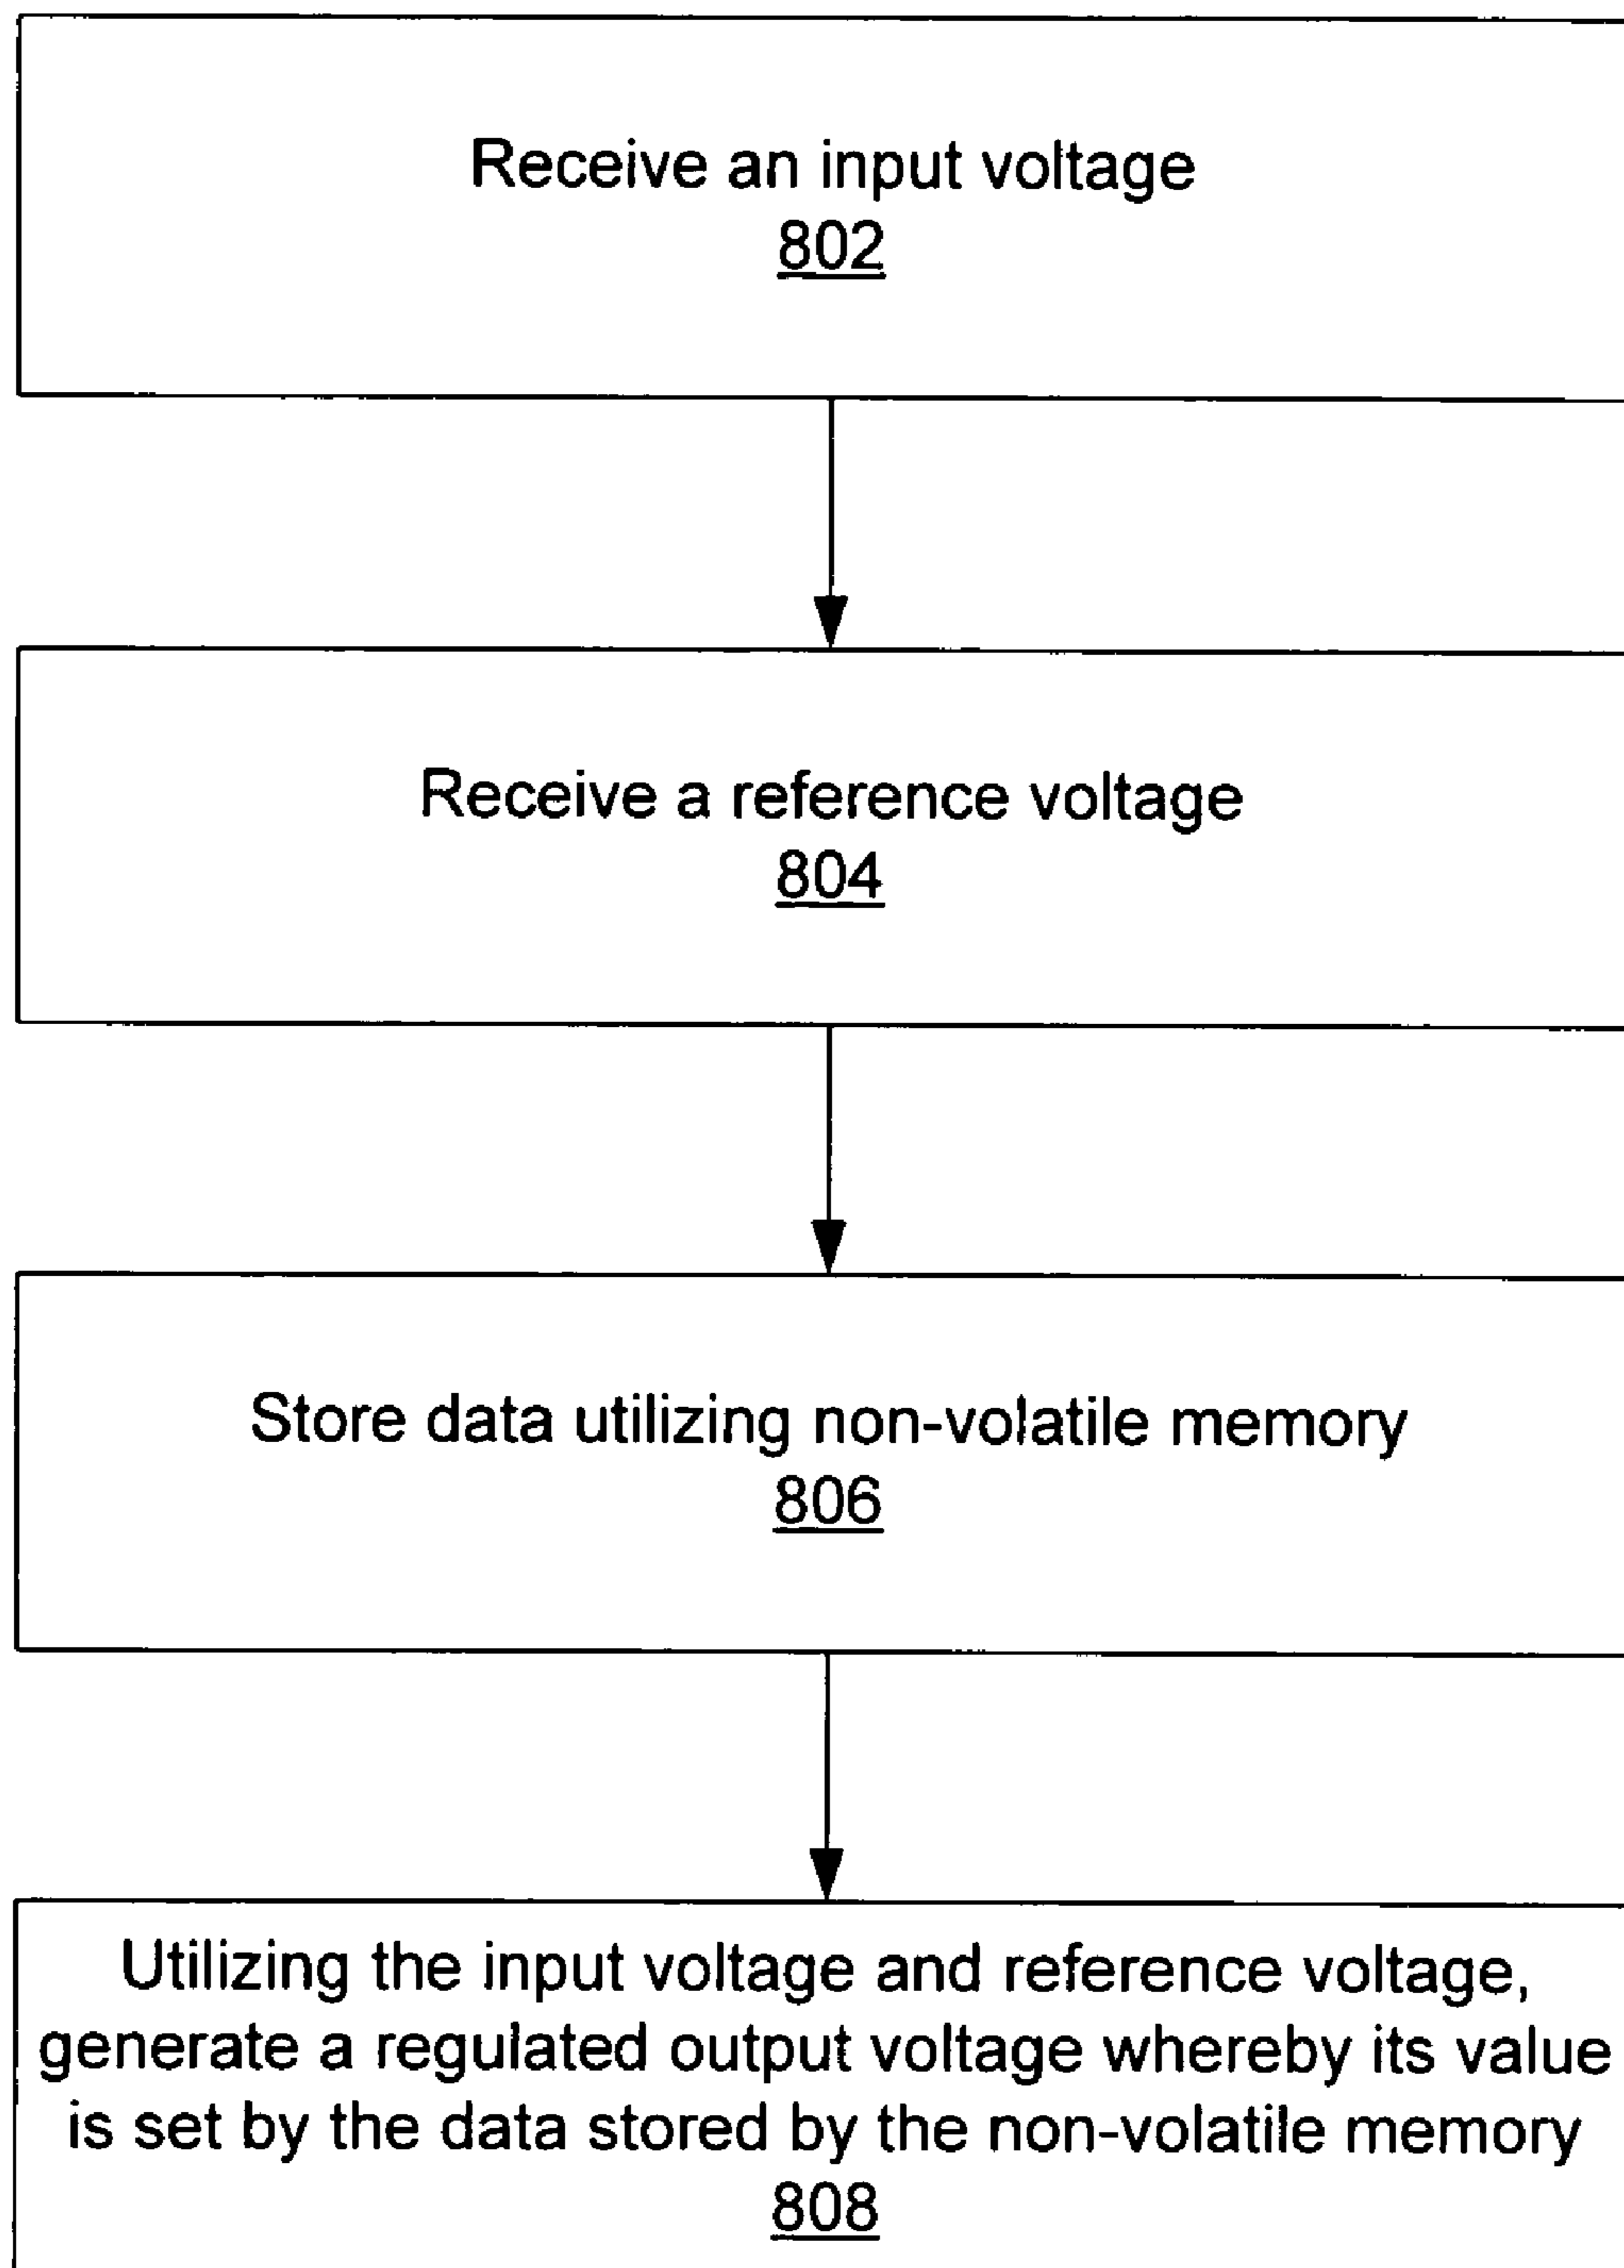 Receive an input voltage
802
Receive a reference voltage
804
Store data utilizing non-volatile memory
806
Utilizing the input voltage and reference voltage,
generate a regulated output voltage whereby its value
is set by the data stored by the non-volatile memory
808